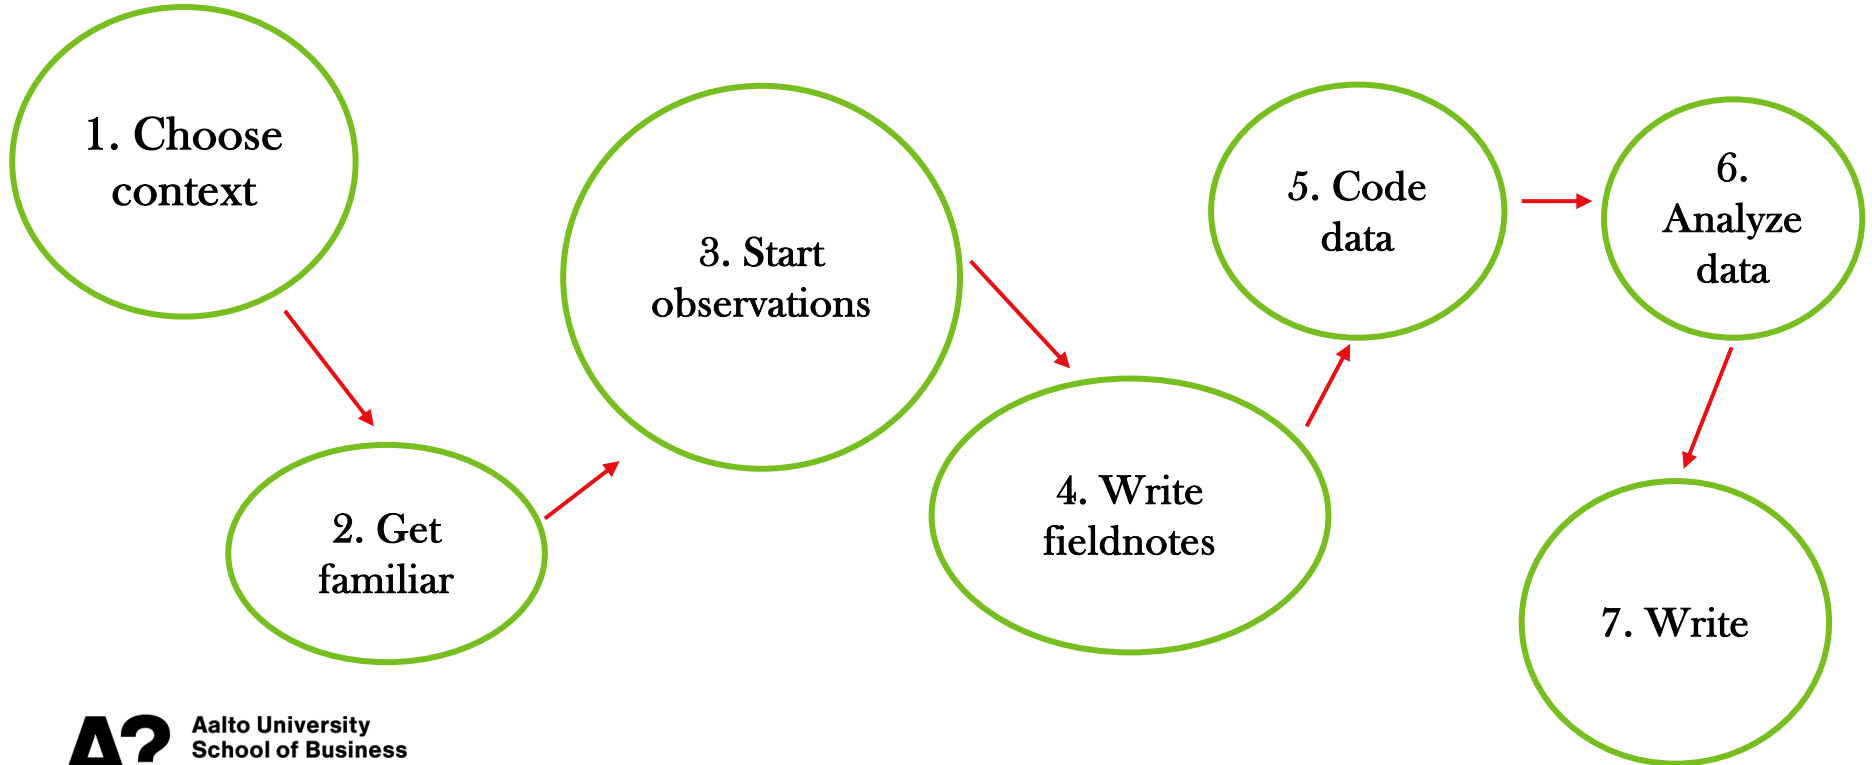 1. Choose
context
2. Get
familiar
3. Start
observations
4. Write
fieldnotes
5. Code
data
6.
Analyze
data
7. Write
A?
Aalto University
School of Business